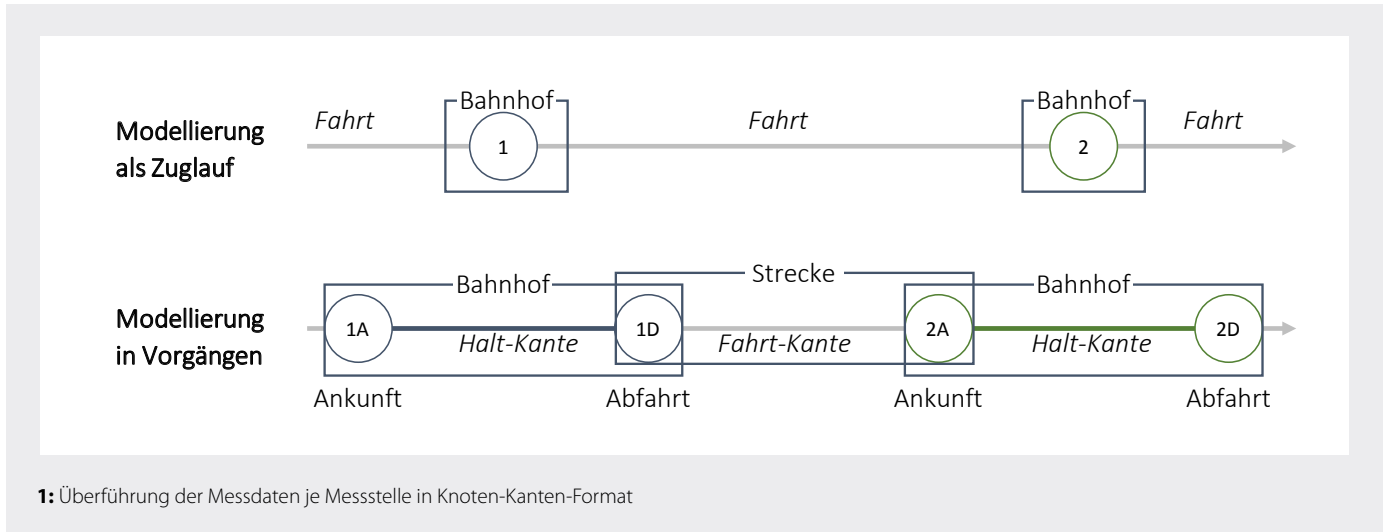 Modellierung
als Zuglauf
Fahrt
Bahnhof
1
Fahrt
Bahnhof
2
Fahrt
Modellierung
in Vorgängen
Bahnhof
Strecke
Bahnhof
1A
Halt-Kante
1D
Fahrt-Kante
2A
Halt-Kante
2D
Ankunft
Abfahrt
Ankunft
Abfahrt
1: Überführung der Messdaten je Messstelle in Knoten-Kanten-Format